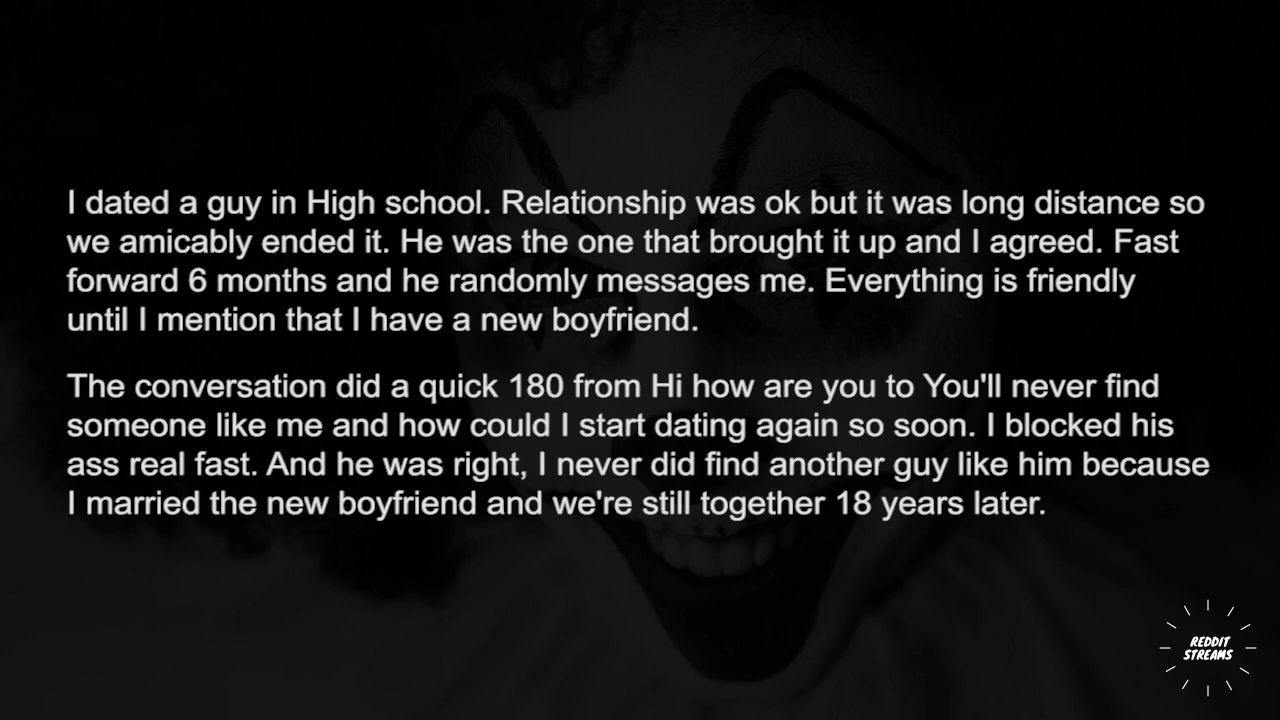 I dated a guy in High school. Relationship was ok but it was long distance so
we amicably ended it. He was the one that brought it up and I agreed. Fast
forward 6 months and he randomly messages me. Everything is friendly
until I mention that I have a new boyfriend.
The conversation did a quick 180 from Hi how are you to You'll never find
someone like me and how could I start dating again so soon. I blocked his
ass real fast. And he was right, I never did find another guy like him because
I married the new boyfriend and we're still together 18 years later.
REDDIT
STREAMS